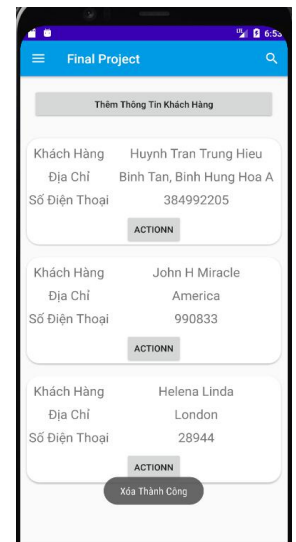 6:53
Final Project
Thêm Thông Tin Khách Hàng
Khách Hàng Huynh Tran Trung Hieu
Địa Chỉ Binh Tan, Binh Hung Hoa A
Số Điện Thoại 384992205
ACTIONN
Khách Hàng John H Miracle
Địa Chỉ America
Số Điện Thoại 990833
ACTIONN
Khách Hàng Helena Linda
Địa Chỉ London
Số Điện Thoại 28944
ACTIONN
Xóa Thành Công